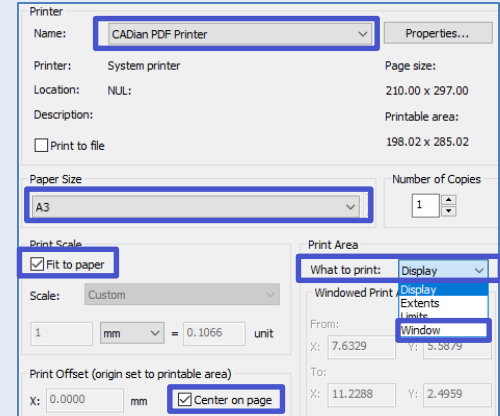 Printer
Name: CADian PDF Printer Properties...
Printer: System printer Page size:
Location: NUL: 210.00 x 297.00
Description: Printable area:
Print to file 198.02 x 285.02
Paper Size Number of Copies
A3 1
Print Scale Print Area
Fit to paper What to print: Display
Display
Scale: Custom Windowed Print
Extents
Limits
Window
1 mm = 0.1066 unit From:
X: 7.6329 Y: 5.5879
Print Offset (origin set to printable area) To:
X: 0.0000 mm Center on page X: 11.2288 Y: 2.4959